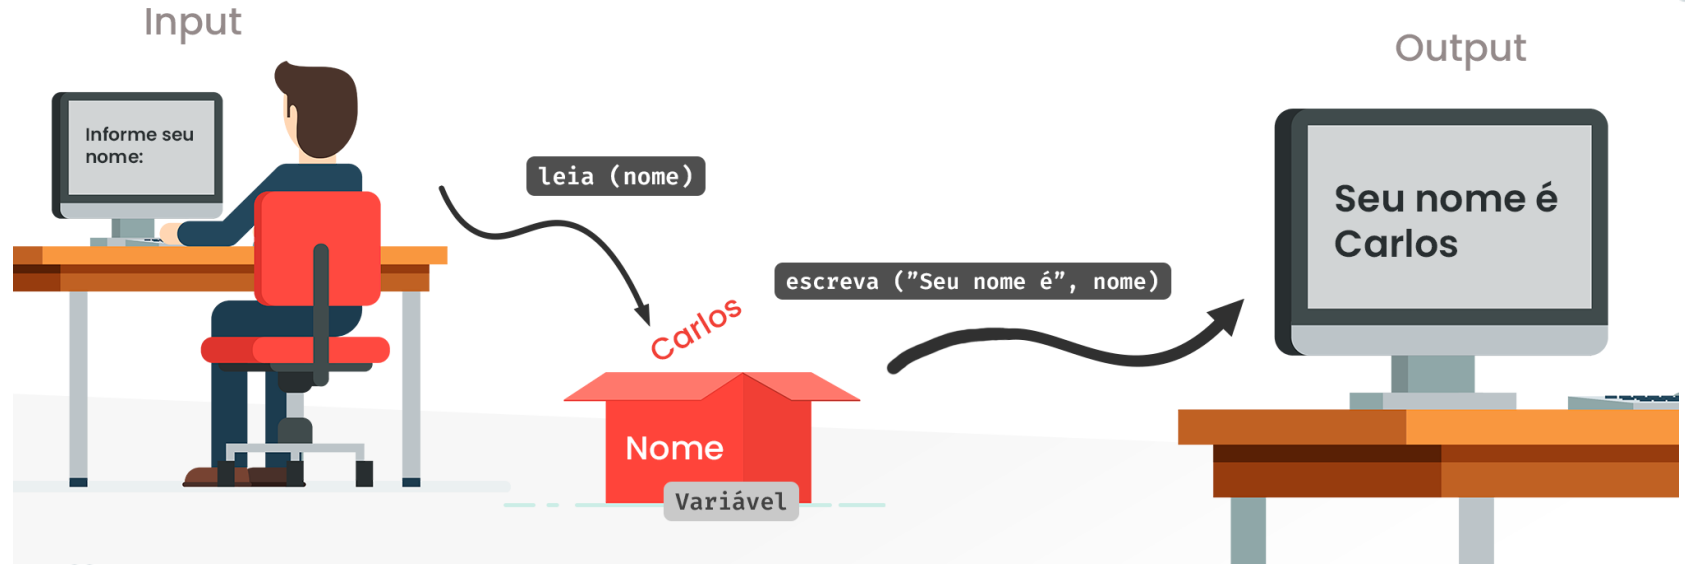 Input
Output
Informe seu
nome:
leia (nome)
Seu nome é
Carlos
escreva (”Seu nome é”, nome)
Carlos
Nome
Variável